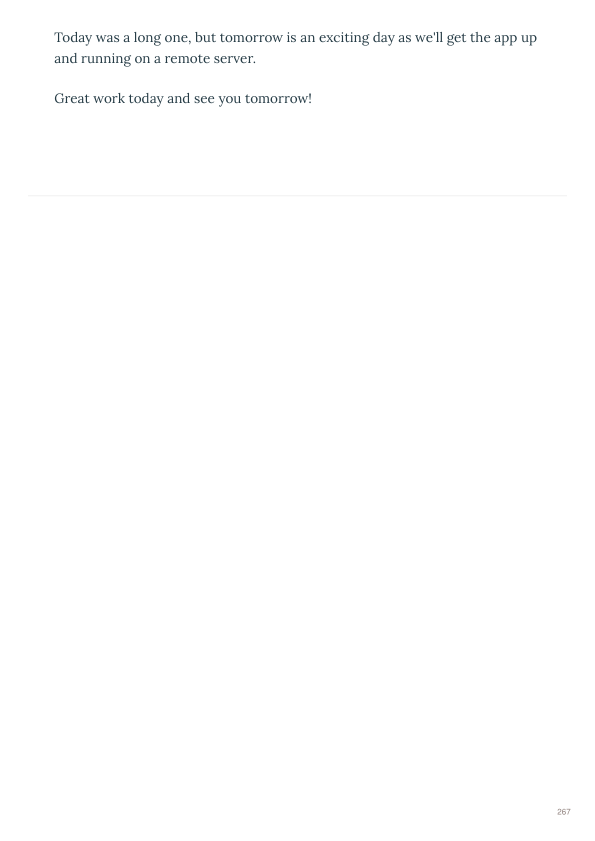 Today was a long one, but tomorrow is an exciting day as we'll get the app up
and running on a remote server.
Great work today and see you tomorrow!
267